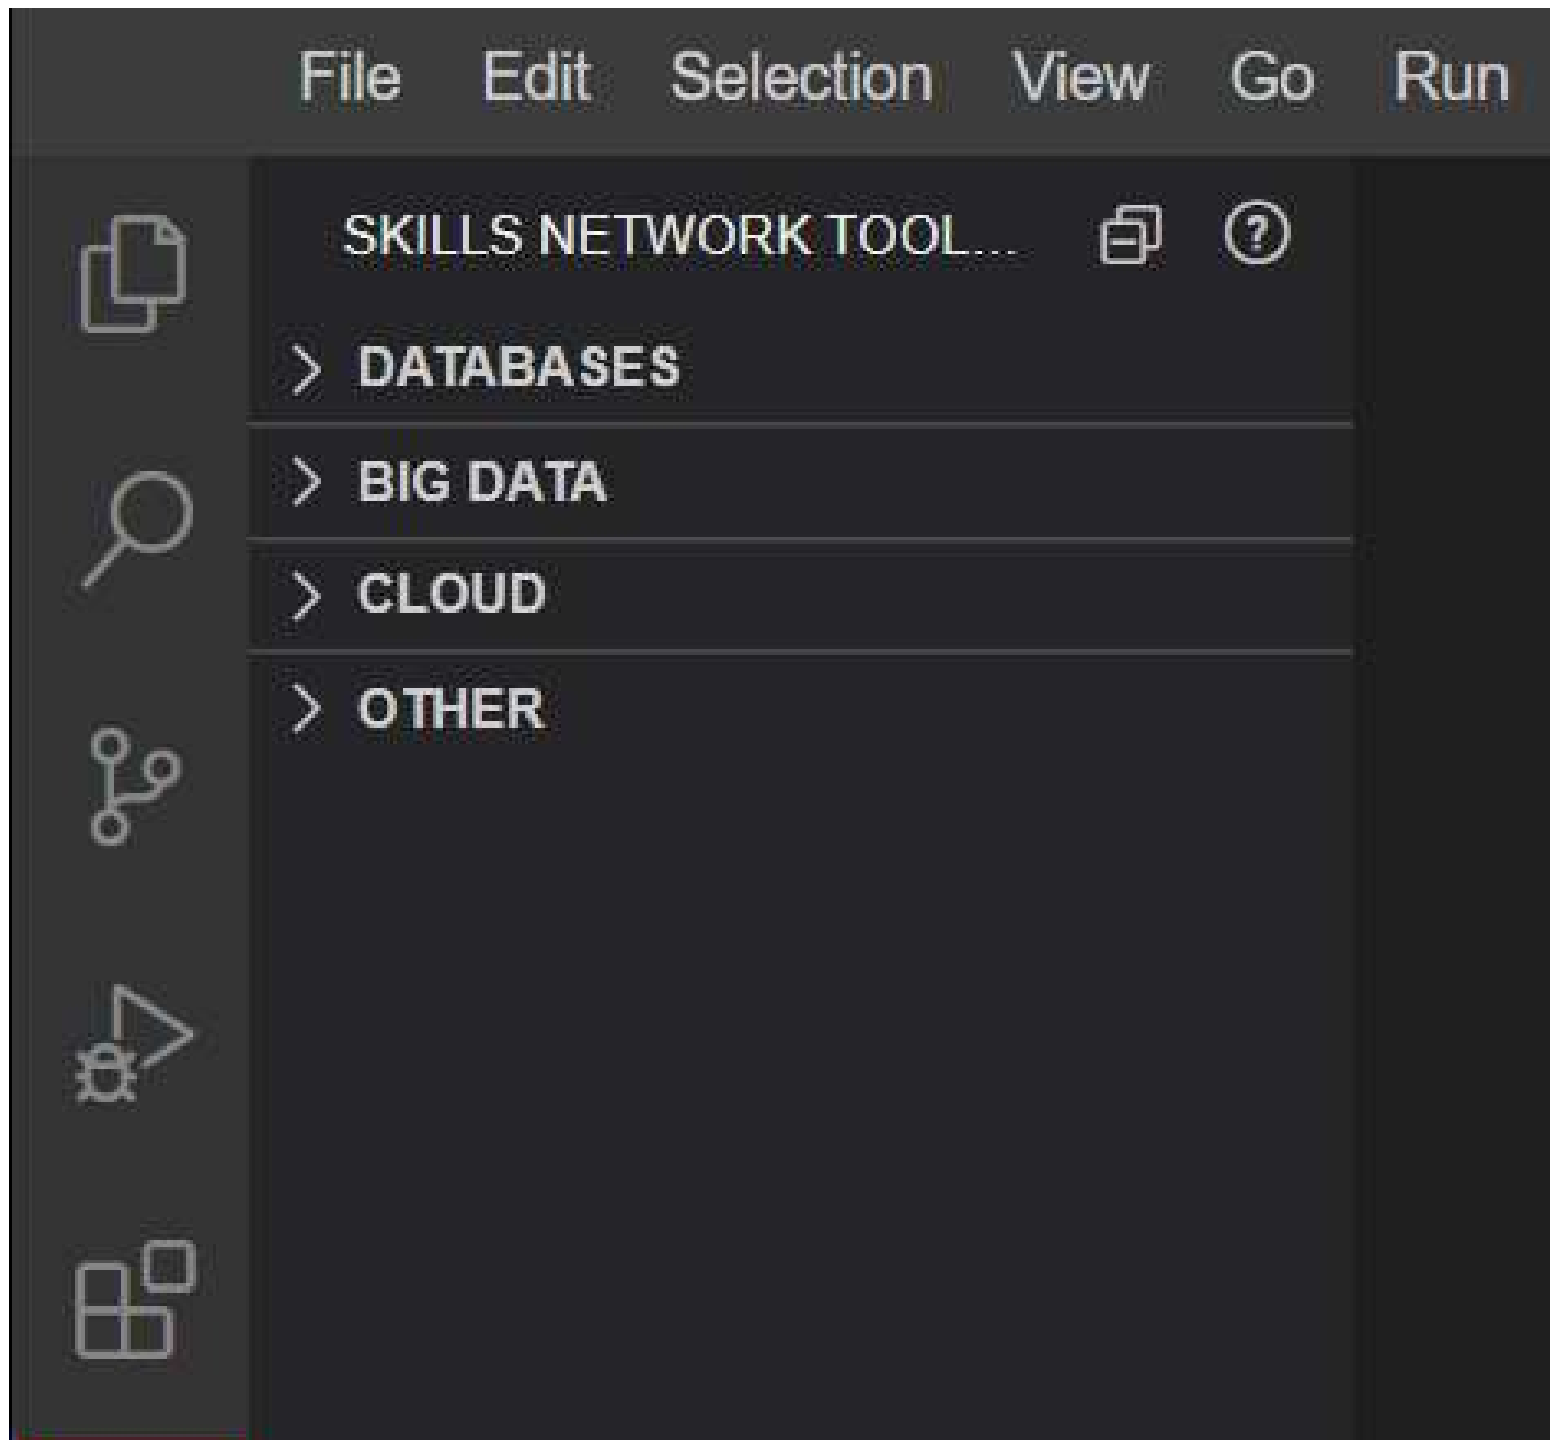 File Edit Selection View Go Run
SKILLS NETWORK TOOL...
DATABASES
BIG DATA
CLOUD
OTHER